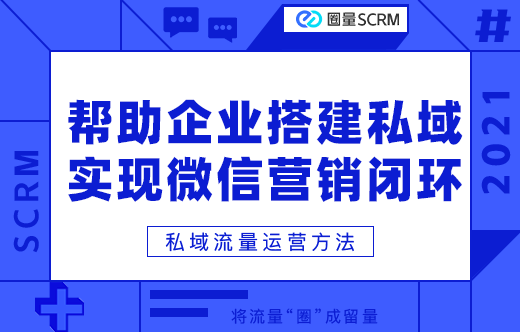 圈量SCRM
#
帮助企业搭建私域
实现微信营销闭环
私域流量运营方法
SCRM
2021
将流量“圈”成留量